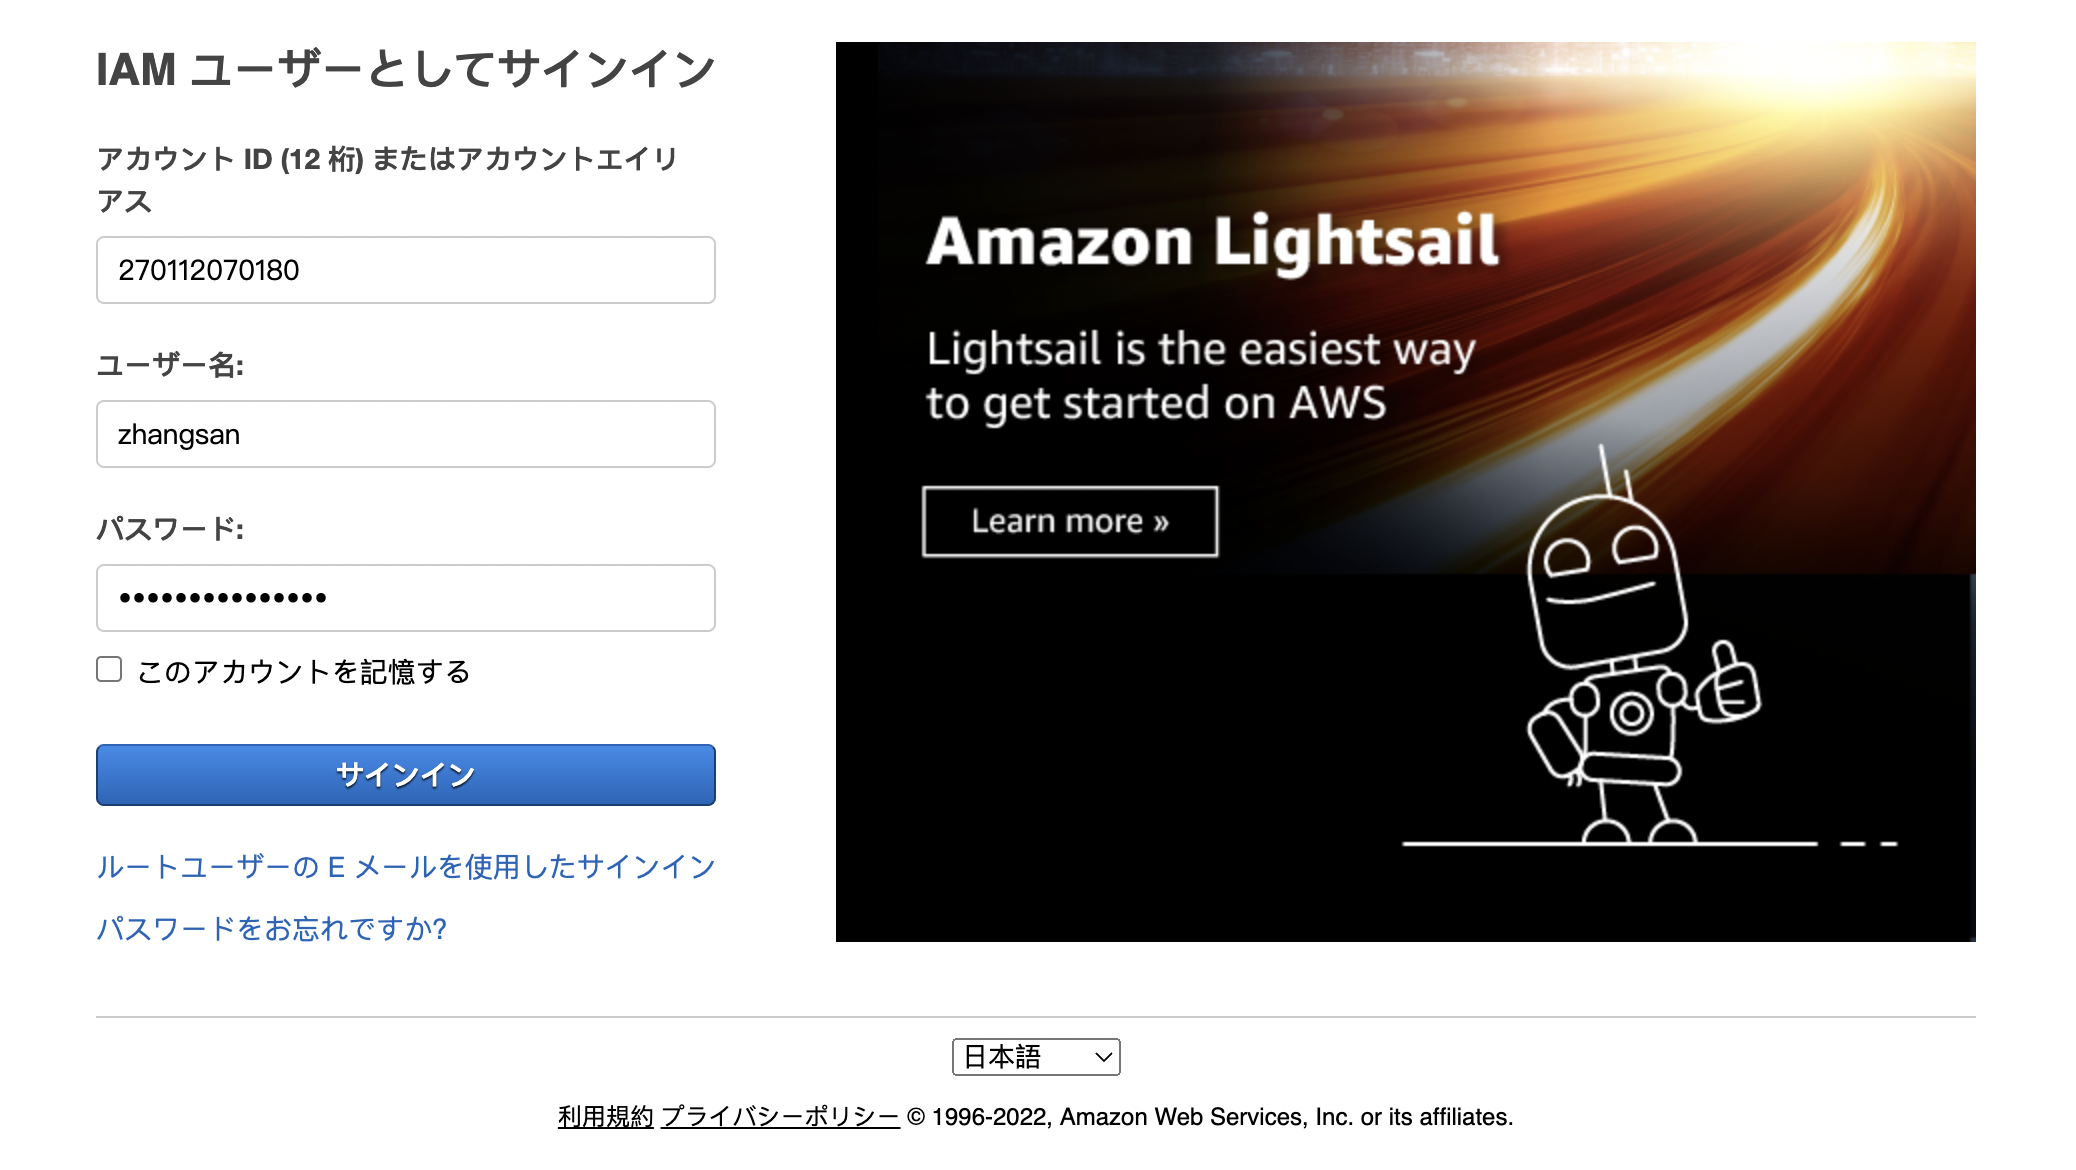 IAM ユーザーとしてサインイン
アカウント ID (12 桁) またはアカウントエイリ
アス
270112070180
ユーザー名:
zhangsan
パスワード:
•••••••••••••••
このアカウントを記憶する
サインイン
ルートユーザーの E メールを使用したサインイン
パスワードをお忘れですか?
Amazon Lightsail
Lightsail is the easiest way
to get started on AWS
Learn more »
日本語
利用規約 プライバシーポリシー © 1996-2022, Amazon Web Services, Inc. or its affiliates.